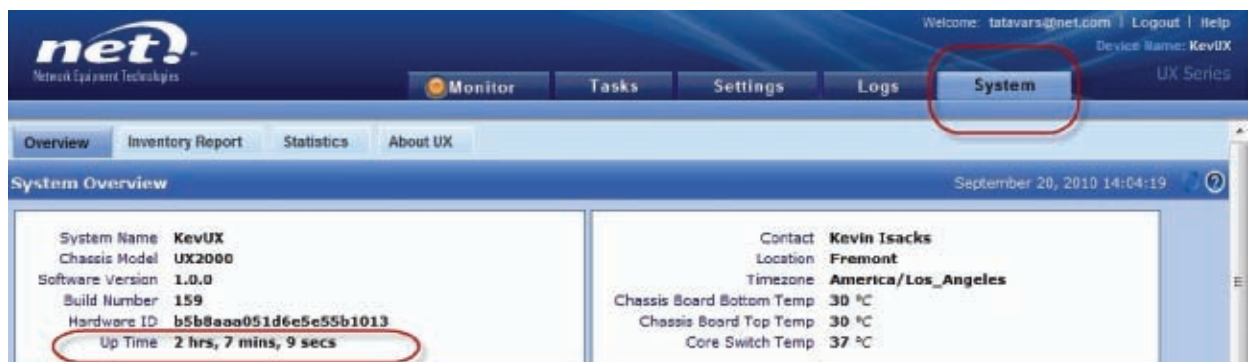 Welcome: tatavars@net.com | Logout | Help
net!
Network Equipment Technologies
Device Name: KevUX
UX Series
Monitor Tasks Settings Logs System
Overview Inventory Report Statistics About UX
System Overview September 20, 2010 14:04:19
System Name KevUX
Chassis Model UX2000
Software Version 1.0.0
Build Number 159
Hardware ID b5b8aaa051d6e5e55b1013
Up Time 2 hrs, 7 mins, 9 secs
Contact Kevin Isacks
Location Fremont
Timezone America/Los_Angeles
Chassis Board Bottom Temp 30 °C
Chassis Board Top Temp 30 °C
Core Switch Temp 37 °C